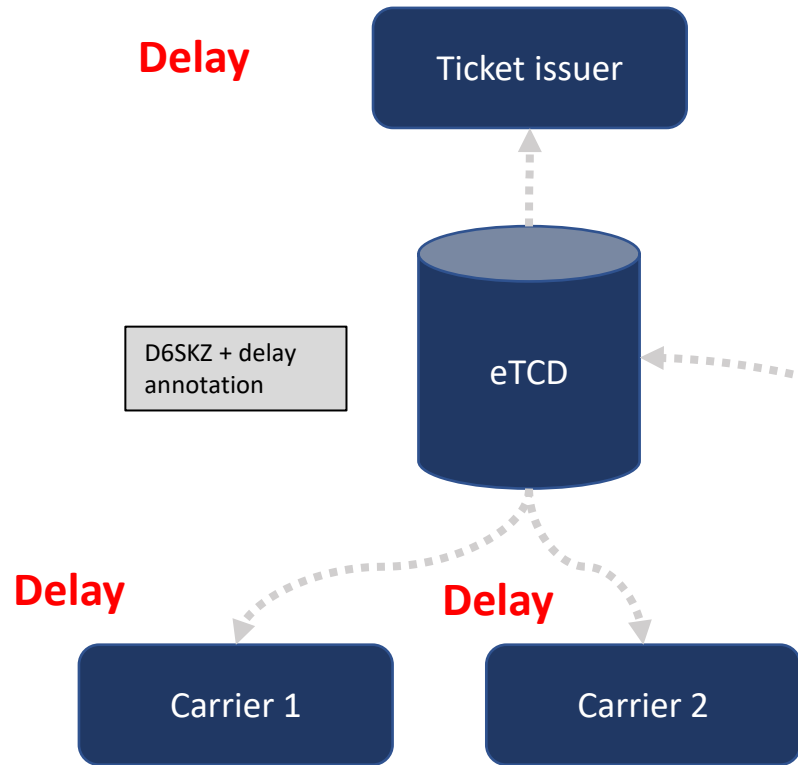 Delay
Ticket issuer
D6SKZ + delay
annotation
eTCD
Delay
Delay
Carrier 1
Carrier 2